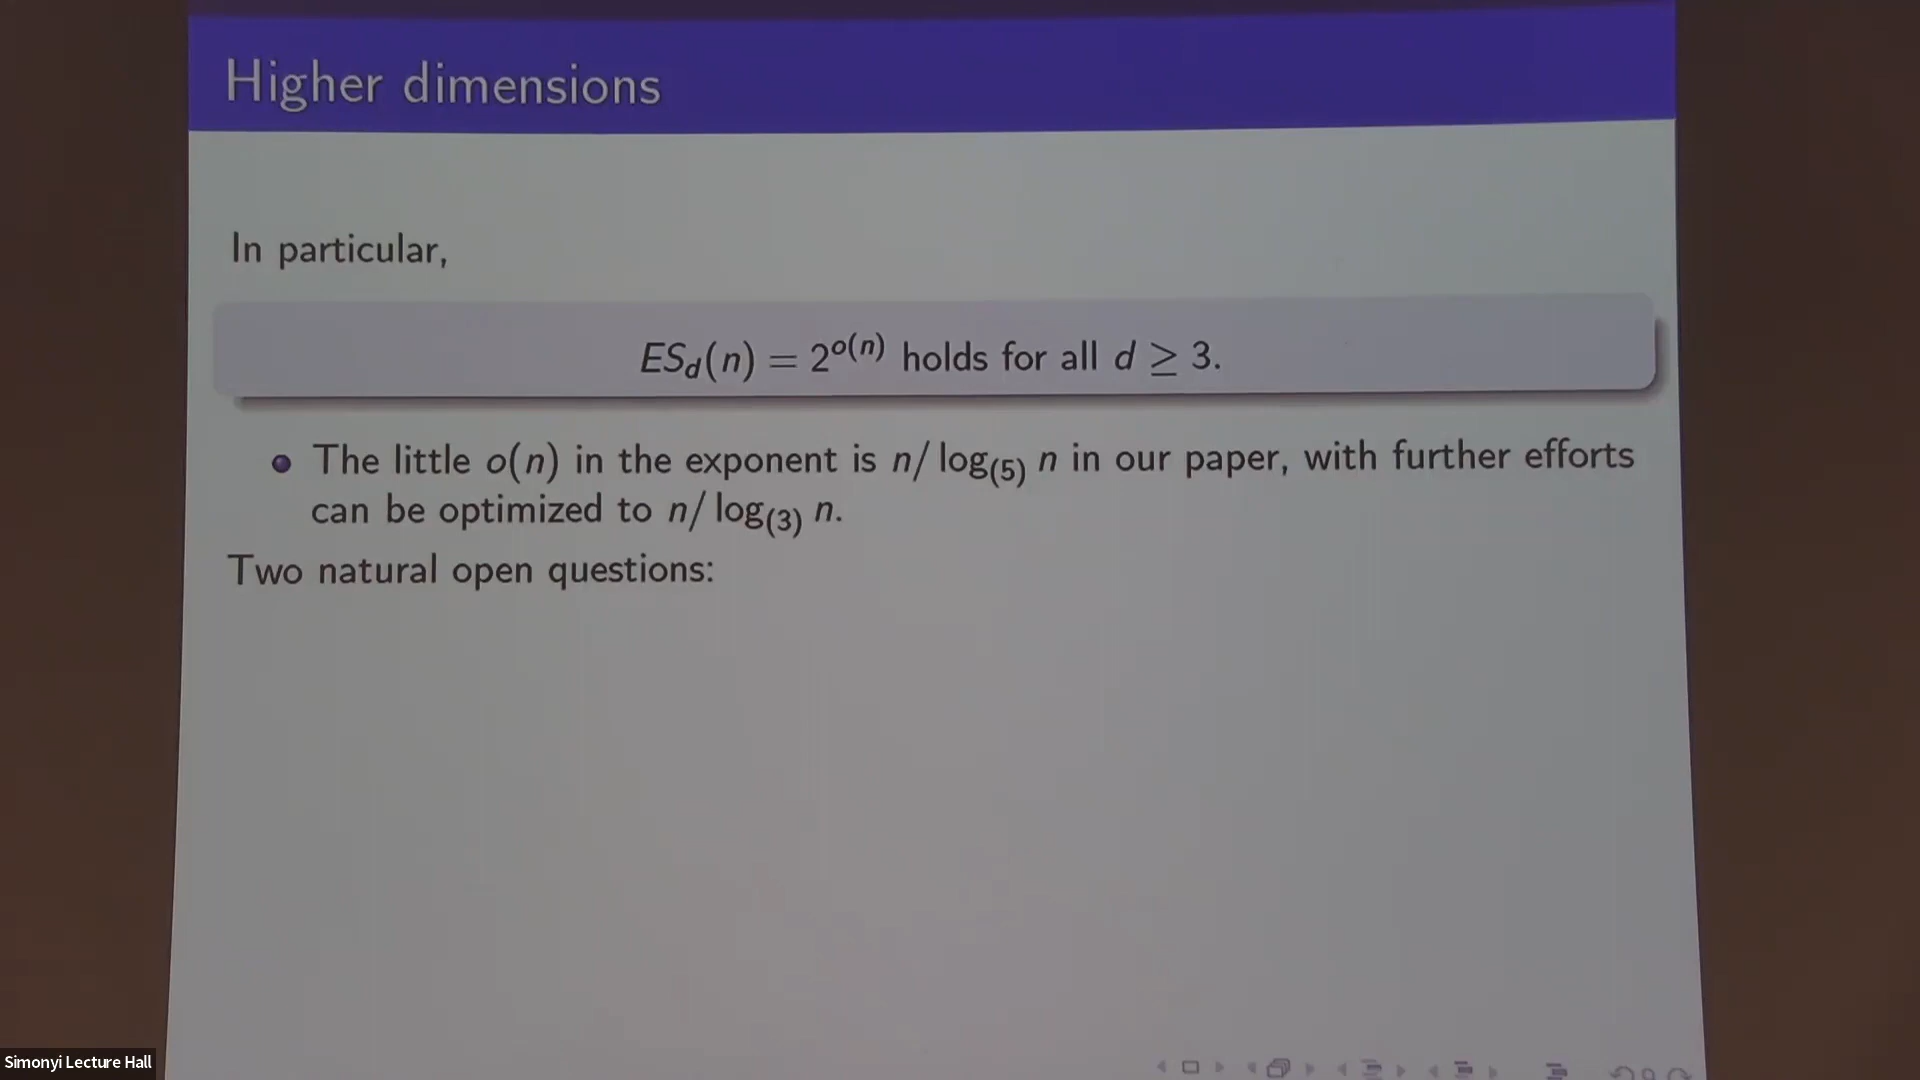 Higher dimensions
In particular,
ES_d(n) = 2^{o(n)} holds for all d ≥ 3.
The little o(n) in the exponent is n/ log_{(5)} n in our paper, with further efforts
can be optimized to n/ log_{(3)} n.
Two natural open questions:
Simonyi Lecture Hall